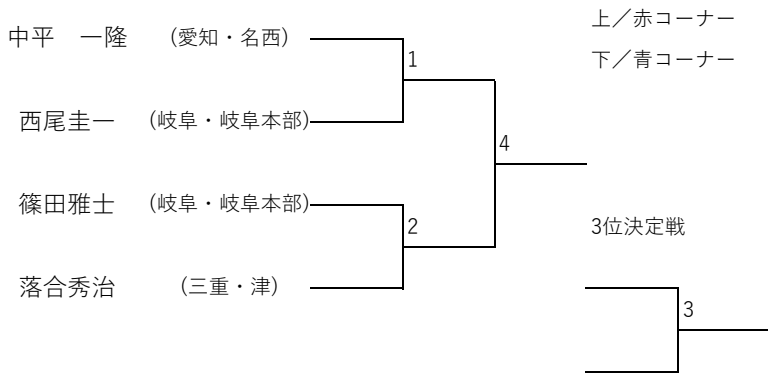 上／赤コーナー
中平　一隆 (愛知・名西)
下／青コーナー
1
西尾圭一 (岐阜・岐阜本部)
4
篠田雅士 (岐阜・岐阜本部)
2
3位決定戦
落合秀治 (三重・津)
3